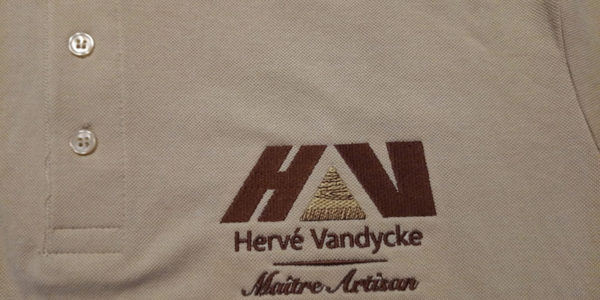 HV
Hervé Vandycke
Maître Artisan